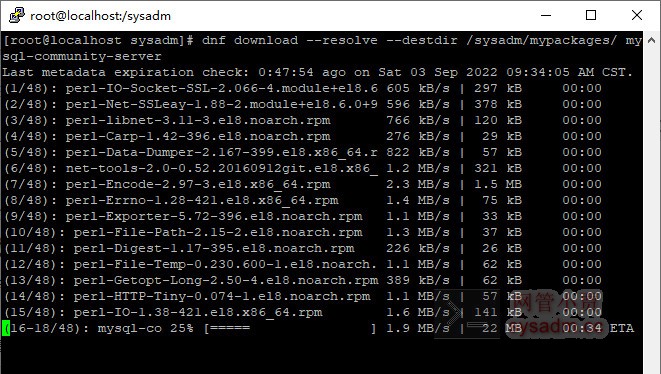 root@localhost:/sysadm
[root@localhost sysadm]# dnf download --resolve --destdir /sysadm/mypackages/ my
sql-community-server
Last metadata expiration check: 0:47:54 ago on Sat 03 Sep 2022 09:34:05 AM CST.
(1/48): perl-IO-Socket-SSL-2.066-4.module+el8.6 605 kB/s | 297 kB     00:00
(2/48): perl-Net-SSLeay-1.88-2.module+el8.6.0+9 596 kB/s | 378 kB     00:00
(3/48): perl-libnet-3.11-3.el8.noarch.rpm       766 kB/s | 120 kB     00:00
(4/48): perl-Carp-1.42-396.el8.noarch.rpm       276 kB/s |  29 kB     00:00
(5/48): perl-Data-Dumper-2.167-399.el8.x86_64.r 822 kB/s |  57 kB     00:00
(6/48): net-tools-2.0-0.52.20160912git.el8.x86_ 1.2 MB/s | 321 kB     00:00
(7/48): perl-Encode-2.97-3.el8.x86_64.rpm       2.3 MB/s | 1.5 MB     00:00
(8/48): perl-Errno-1.28-421.el8.x86_64.rpm      1.4 MB/s |  75 kB     00:00
(9/48): perl-Exporter-5.72-396.el8.noarch.rpm   1.1 MB/s |  33 kB     00:00
(10/48): perl-File-Path-2.15-2.el8.noarch.rpm   1.3 MB/s |  37 kB     00:00
(11/48): perl-Digest-1.17-395.el8.noarch.rpm    226 kB/s |  26 kB     00:00
(12/48): perl-File-Temp-0.230.600-1.el8.noarch. 1.1 MB/s |  62 kB     00:00
(13/48): perl-Getopt-Long-2.50-4.el8.noarch.rpm 389 kB/s |  62 kB     00:00
(14/48): perl-HTTP-Tiny-0.074-1.el8.noarch.rpm  1.1 MB/s |  57 kB     00:00
(15/48): perl-IO-1.38-421.el8.x86_64.rpm        1.6 MB/s | 141 kB     00:00
(16-18/48): mysql-co 25% [=====               ] 1.9 MB/s |  22 MB     00:34 ETA
网管小贾
sysadm.cc